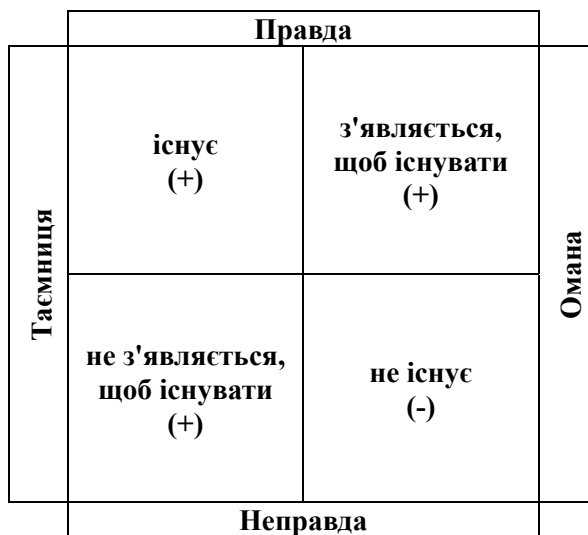 Правда
Таємниця
існує
(+)
з'являється,
щоб існувати
(+)
Омана
не з'являється,
щоб існувати
(+)
не існує
(-)
Неправда